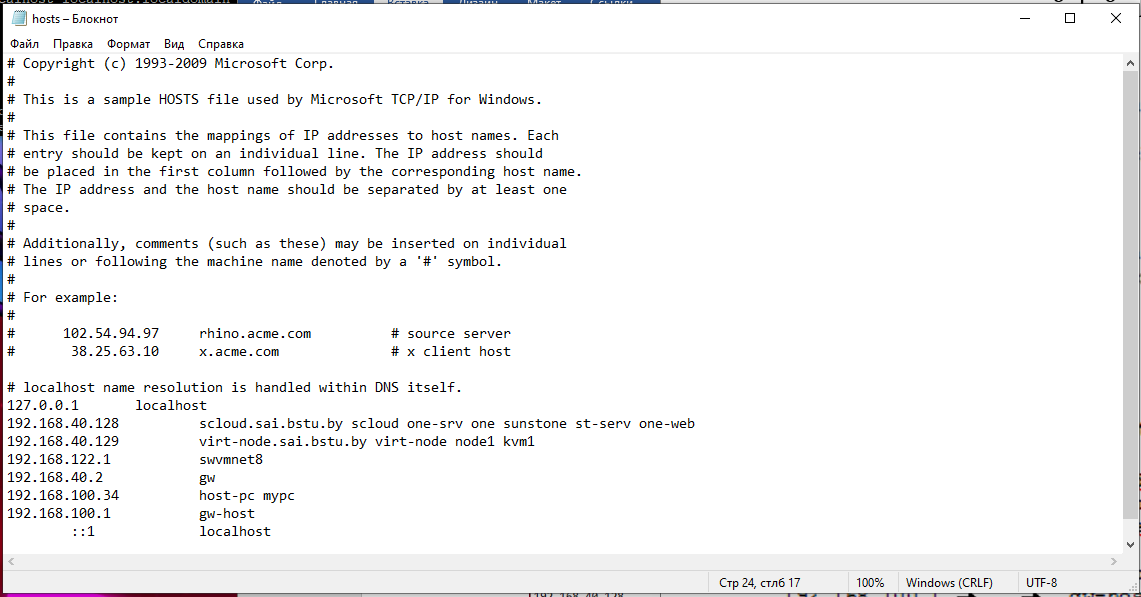 hosts – Блокнот
Файл Правка Формат Вид Справка
# Copyright (c) 1993-2009 Microsoft Corp.
#
# This is a sample HOSTS file used by Microsoft TCP/IP for Windows.
#
# This file contains the mappings of IP addresses to host names. Each
# entry should be kept on an individual line. The IP address should
# be placed in the first column followed by the corresponding host name.
# The IP address and the host name should be separated by at least one
# space.
#
# Additionally, comments (such as these) may be inserted on individual
# lines or following the machine name denoted by a '#' symbol.
#
# For example:
#
#      102.54.94.97     rhino.acme.com          # source server
#       38.25.63.10     x.acme.com              # x client host

# localhost name resolution is handled within DNS itself.
127.0.0.1       localhost
192.168.40.128          scloud.sai.bstu.by scloud one-srv one sunstone st-serv one-web
192.168.40.129          virt-node.sai.bstu.by virt-node node1 kvm1
192.168.122.1           swvmnet8
192.168.40.2            gw
192.168.100.34          host-pc mypc
192.168.100.1           gw-host
        ::1             localhost
Стр 24, стлб 17 100% Windows (CRLF) UTF-8